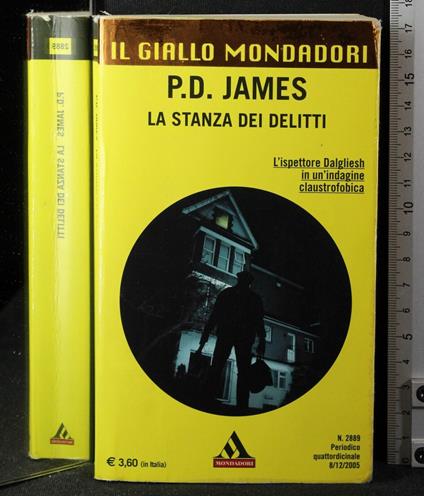 IL GIALLO MONDADORI
P.D. JAMES
LA STANZA DEI DELITTI
L'ispettore Dalgliesh
in un'indagine
claustrofobica
N. 2889
Periodico
quattordicinale
8/12/2005
€ 3,60 (in Italia)
MONDADORI
2889
P.D. JAMES LA STANZA DEI DELITTI